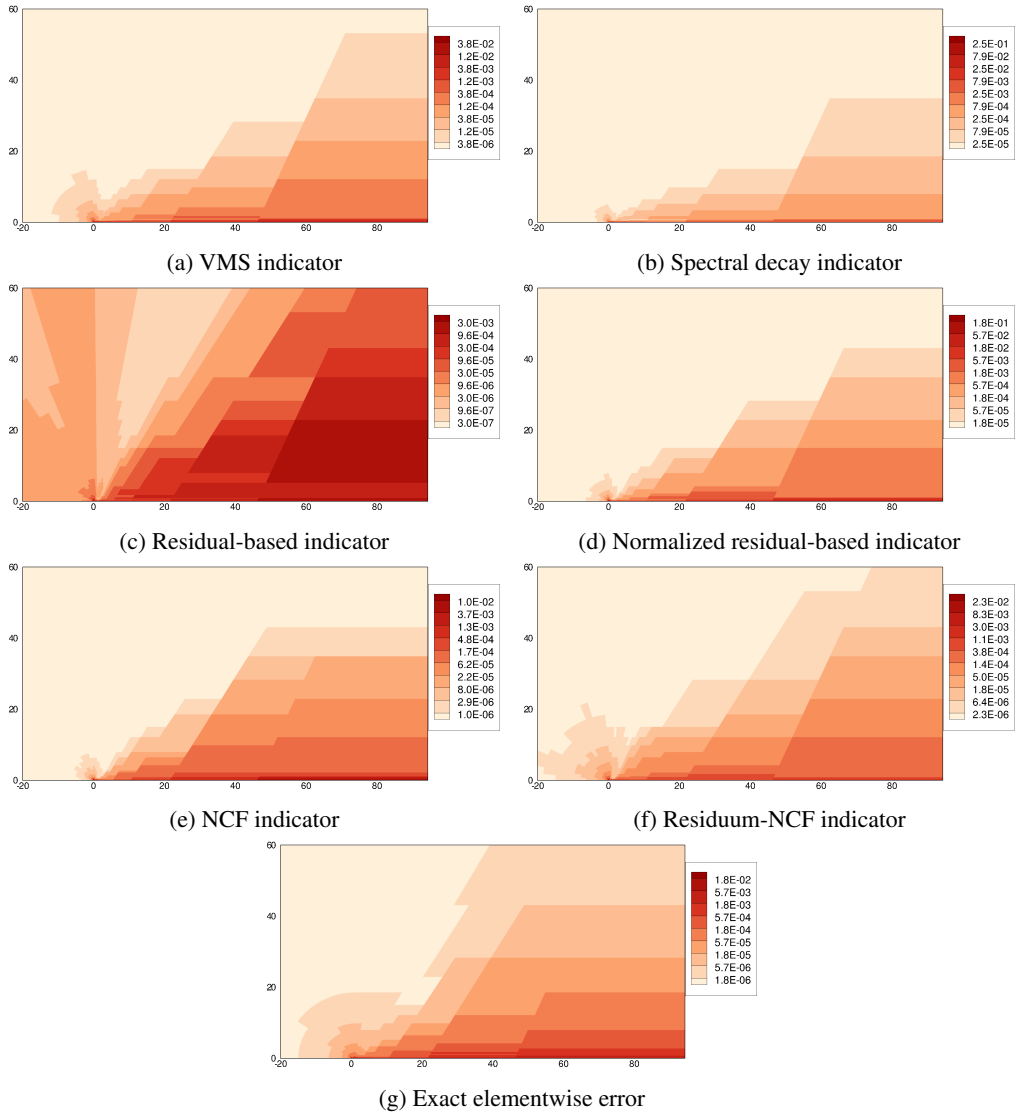 60
40
20
0
-20 0 20 40 60 80
3.8E-02
1.2E-02
3.8E-03
1.2E-03
3.8E-04
1.2E-04
3.8E-05
1.2E-05
3.8E-06
(a) VMS indicator
60
40
20
0
-20 0 20 40 60 80
2.5E-01
7.9E-02
2.5E-02
7.9E-03
2.5E-03
7.9E-04
2.5E-04
7.9E-05
2.5E-05
(b) Spectral decay indicator
60
40
20
0
-20 0 20 40 60 80
3.0E-03
9.6E-04
3.0E-04
9.6E-05
3.0E-05
9.6E-06
3.0E-06
9.6E-07
3.0E-07
(c) Residual-based indicator
60
40
20
0
-20 0 20 40 60 80
1.8E-01
5.7E-02
1.8E-02
5.7E-03
1.8E-03
5.7E-04
1.8E-04
5.7E-05
1.8E-05
(d) Normalized residual-based indicator
60
40
20
0
-20 0 20 40 60 80
1.0E-02
3.7E-03
1.3E-03
4.8E-04
1.7E-04
6.2E-05
2.2E-05
8.0E-06
2.9E-06
1.0E-06
(e) NCF indicator
60
40
20
0
-20 0 20 40 60 80
2.3E-02
8.3E-03
3.0E-03
1.1E-03
3.8E-04
1.4E-04
5.0E-05
1.8E-05
6.4E-06
2.3E-06
(f) Residuum-NCF indicator
60
40
20
0
-20 0 20 40 60 80
1.8E-02
5.7E-03
1.8E-03
5.7E-04
1.8E-04
5.7E-05
1.8E-05
5.7E-06
1.8E-06
(g) Exact elementwise error